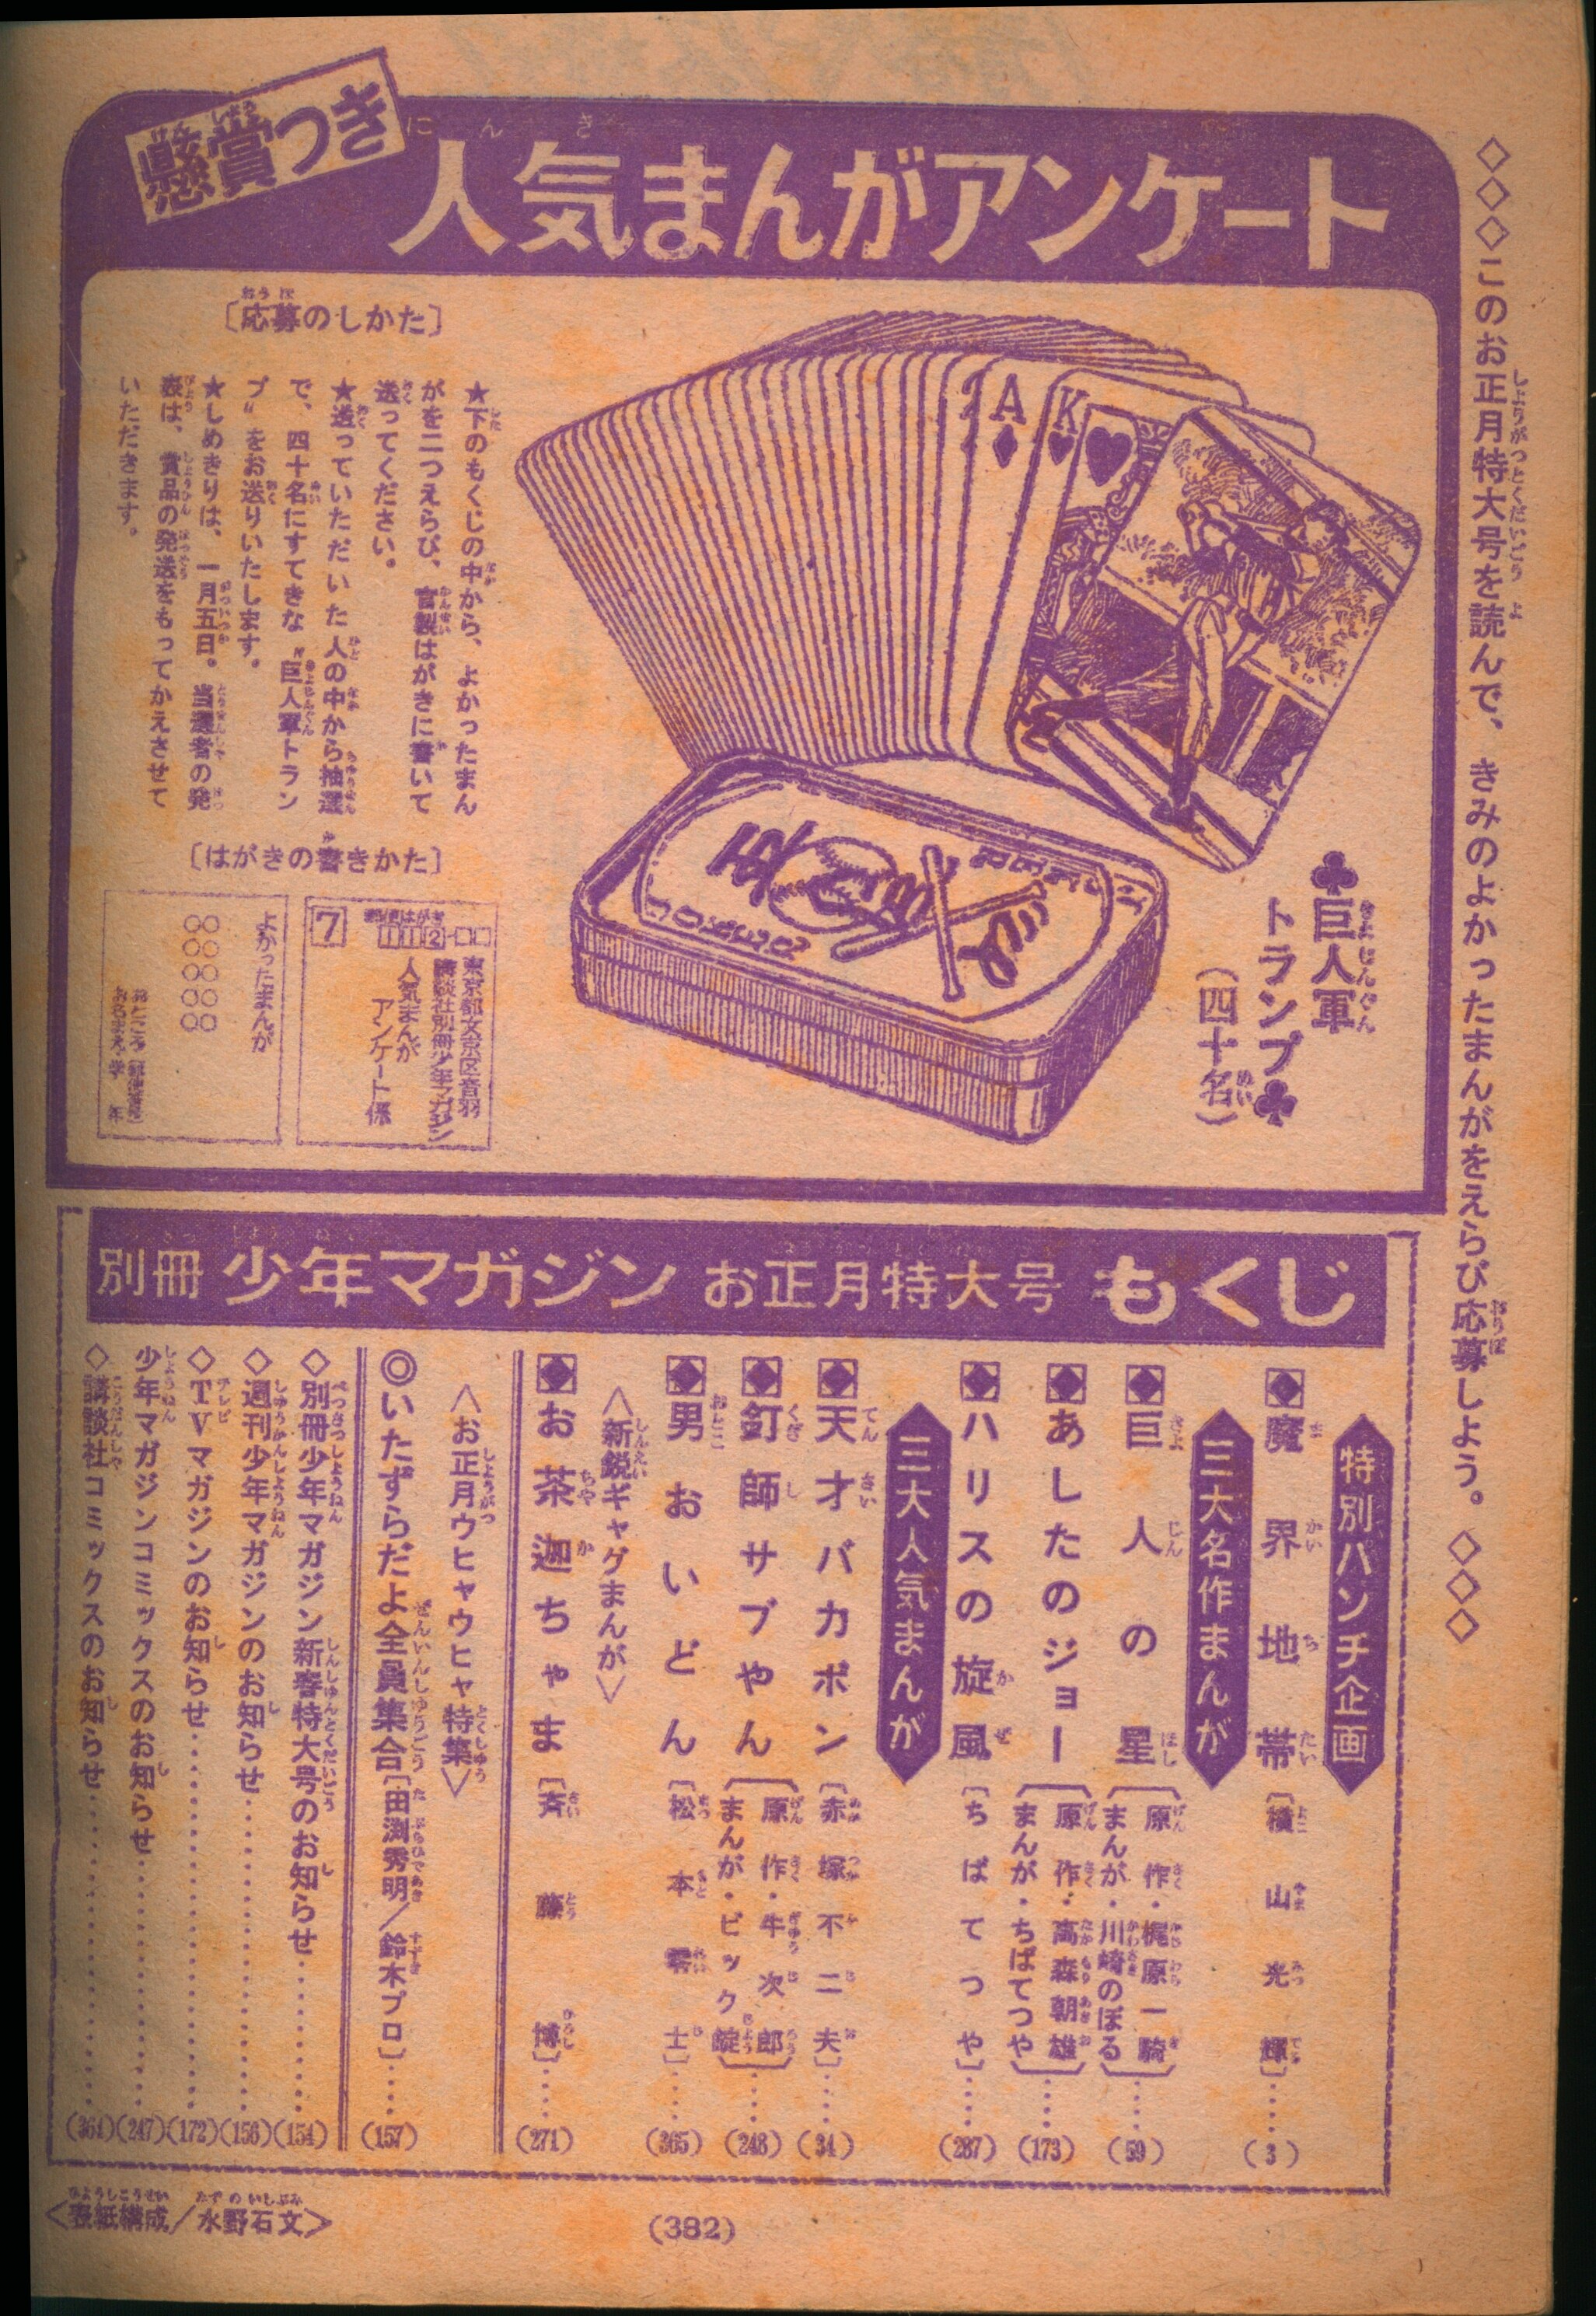 ◇◇◇このお正月特大号を読んで、きみのよかったまんがをえらび応募しよう。◇◇◇
懸賞つき
人気まんがアンケート
♣巨人軍
トランプ♣
(四十名)
〔応募のしかた〕
★下のもくじの中から、よかったまん
がを二つえらび、官製はがきに書いて
送ってください。
★送っていただいた人の中から抽選
で、四十名にすてきな〝巨人軍トラン
プ〟をお送りいたします。
★しめきりは、一月五日。当選者の発
表は、賞品の発送をもってかえさせて
いただきます。
〔はがきの書きかた〕
郵便はがき
112-□□
7
東京都文京区音羽
講談社別冊少年マガジン
人気まんが
アンケート係
よかったまんが
○○○○○
○○○○○
おところ(郵便番号)
お名まえ・学年
別冊 少年マガジン お正月特大号 もくじ
特別パンチ企画
魔界地帯〔横山光輝〕……(3)
三大名作まんが
巨人の星〔原作・梶原一騎 まんが・川崎のぼる〕……(59)
あしたのジョー〔原作・高森朝雄 まんが・ちばてつや〕……(173)
ハリスの旋風〔ちばてつや〕……(287)
三大人気まんが
天才バカボン〔赤塚不二夫〕……(34)
釘師サブやん〔原作・牛次郎 まんが・ビック錠〕……(248)
男おいどん〔松本零士〕……(365)
<新鋭ギャグまんが>
お茶迦ちゃま〔斉藤博〕……(271)
<お正月ウヒャウヒャ特集>
◎いたずらだよ全員集合〔田渕秀明/鈴木プロ〕……(157)
◇別冊少年マガジン新春特大号のお知らせ……(154)
◇週刊少年マガジンのお知らせ……(156)
◇TVマガジンのお知らせ……(172)
少年マガジンコミックスのお知らせ……(247)
◇講談社コミックスのお知らせ……(364)
<表紙構成/水野石文>
(382)